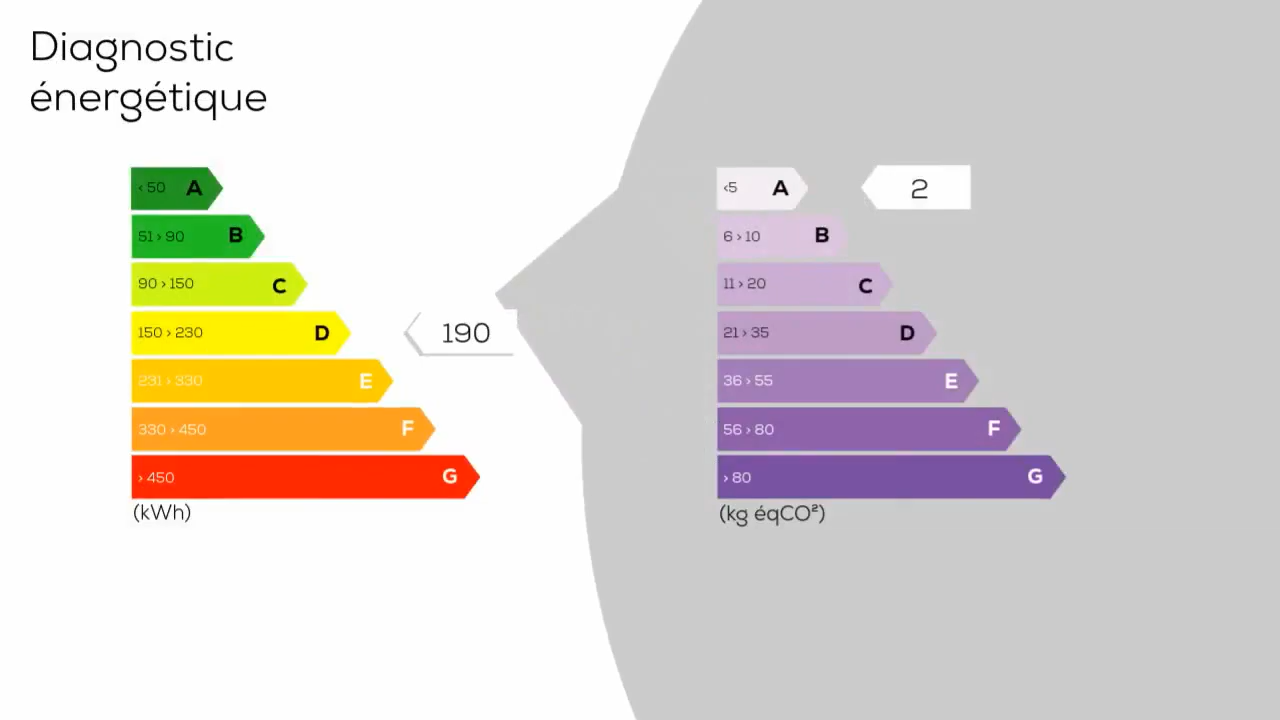 Diagnostic
énergétique
< 50 A
51 > 90 B
90 > 150 C
150 > 230 D
190
231 > 330 E
330 > 450 F
> 450 G
(kWh)
<5 A
2
6 > 10 B
11 > 20 C
21 > 35 D
36 > 55 E
56 > 80 F
> 80 G
(kg éqCO²)